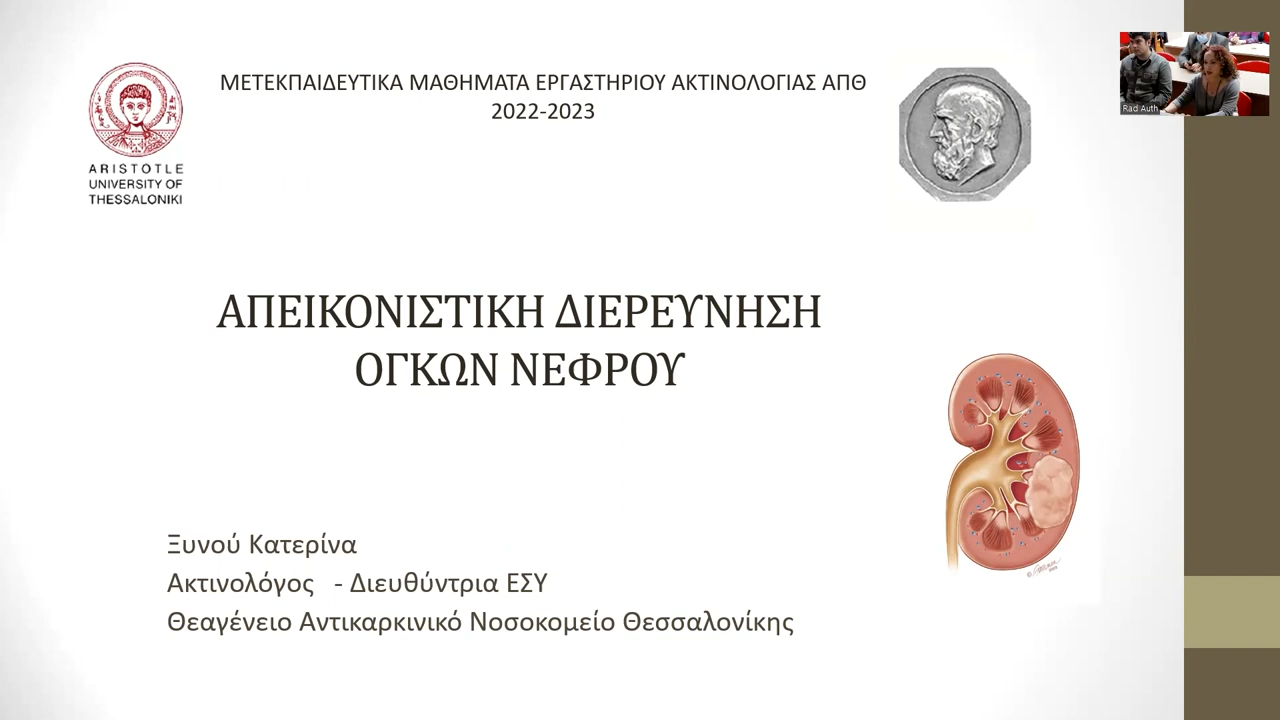 ΜΕΤΕΚΠΑΙΔΕΥΤΙΚΑ ΜΑΘΗΜΑΤΑ ΕΡΓΑΣΤΗΡΙΟΥ ΑΚΤΙΝΟΛΟΓΙΑΣ ΑΠΘ
2022-2023
Rad Auth
ARISTOTLE
UNIVERSITY OF
THESSALONIKI
ΑΠΕΙΚΟΝΙΣΤΙΚΗ ΔΙΕΡΕΥΝΗΣΗ
ΟΓΚΩΝ ΝΕΦΡΟΥ
Ξυνού Κατερίνα
Ακτινολόγος - Διευθύντρια ΕΣΥ
Θεαγένειο Αντικαρκινικό Νοσοκομείο Θεσσαλονίκης